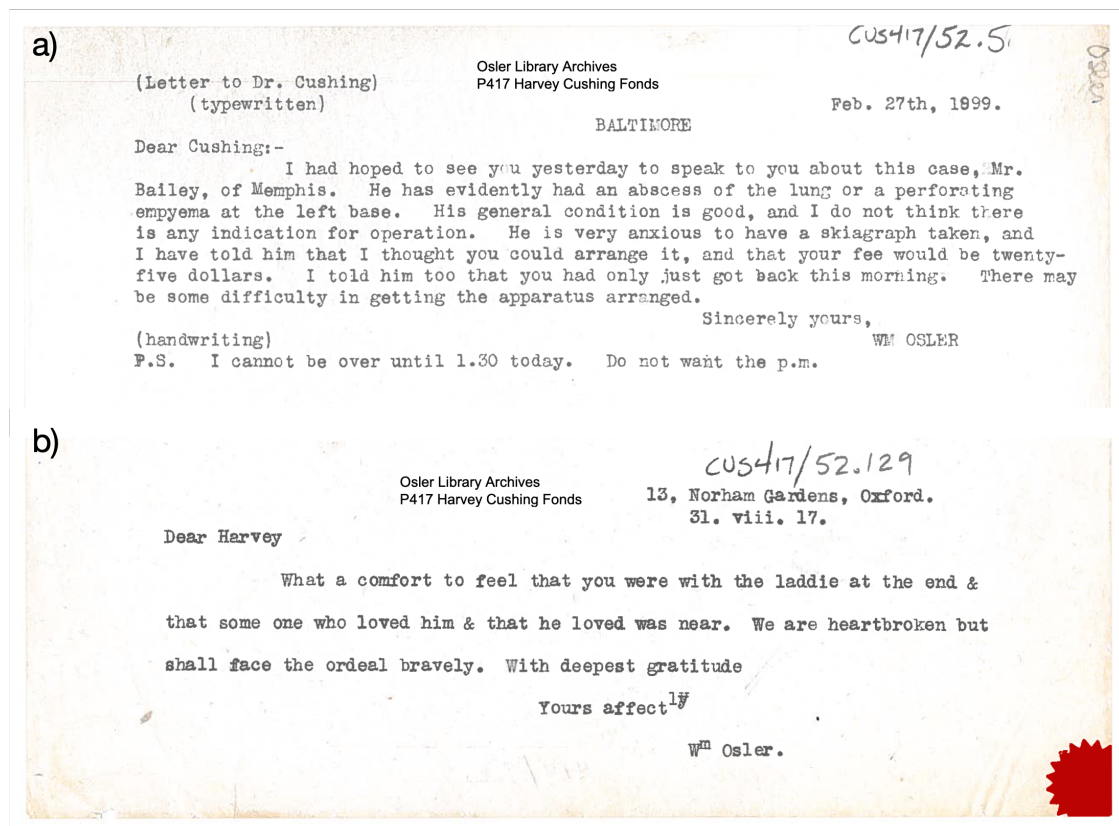 a)
CUS417/52.5
Osler
Osler Library Archives
P417 Harvey Cushing Fonds
(Letter to Dr. Cushing)
(typewritten)
Feb. 27th, 1899.
BALTIMORE
Dear Cushing:-
I had hoped to see you yesterday to speak to you about this case, Mr.
Bailey, of Memphis. He has evidently had an abscess of the lung or a perforating
empyema at the left base. His general condition is good, and I do not think there
is any indication for operation. He is very anxious to have a skiagraph taken, and
I have told him that I thought you could arrange it, and that your fee would be twenty-
five dollars. I told him too that you had only just got back this morning. There may
be some difficulty in getting the apparatus arranged.
Sincerely yours,
(handwriting)
WM OSLER
P.S. I cannot be over until 1.30 today. Do not want the p.m.
b)
CUS417/52.129
Osler Library Archives
P417 Harvey Cushing Fonds
13, Norham Gardens, Oxford.
31. viii. 17.
Dear Harvey
What a comfort to feel that you were with the laddie at the end &
that some one who loved him & that he loved was near. We are heartbroken but
shall face the ordeal bravely. With deepest gratitude
Yours affectly
Wm Osler.